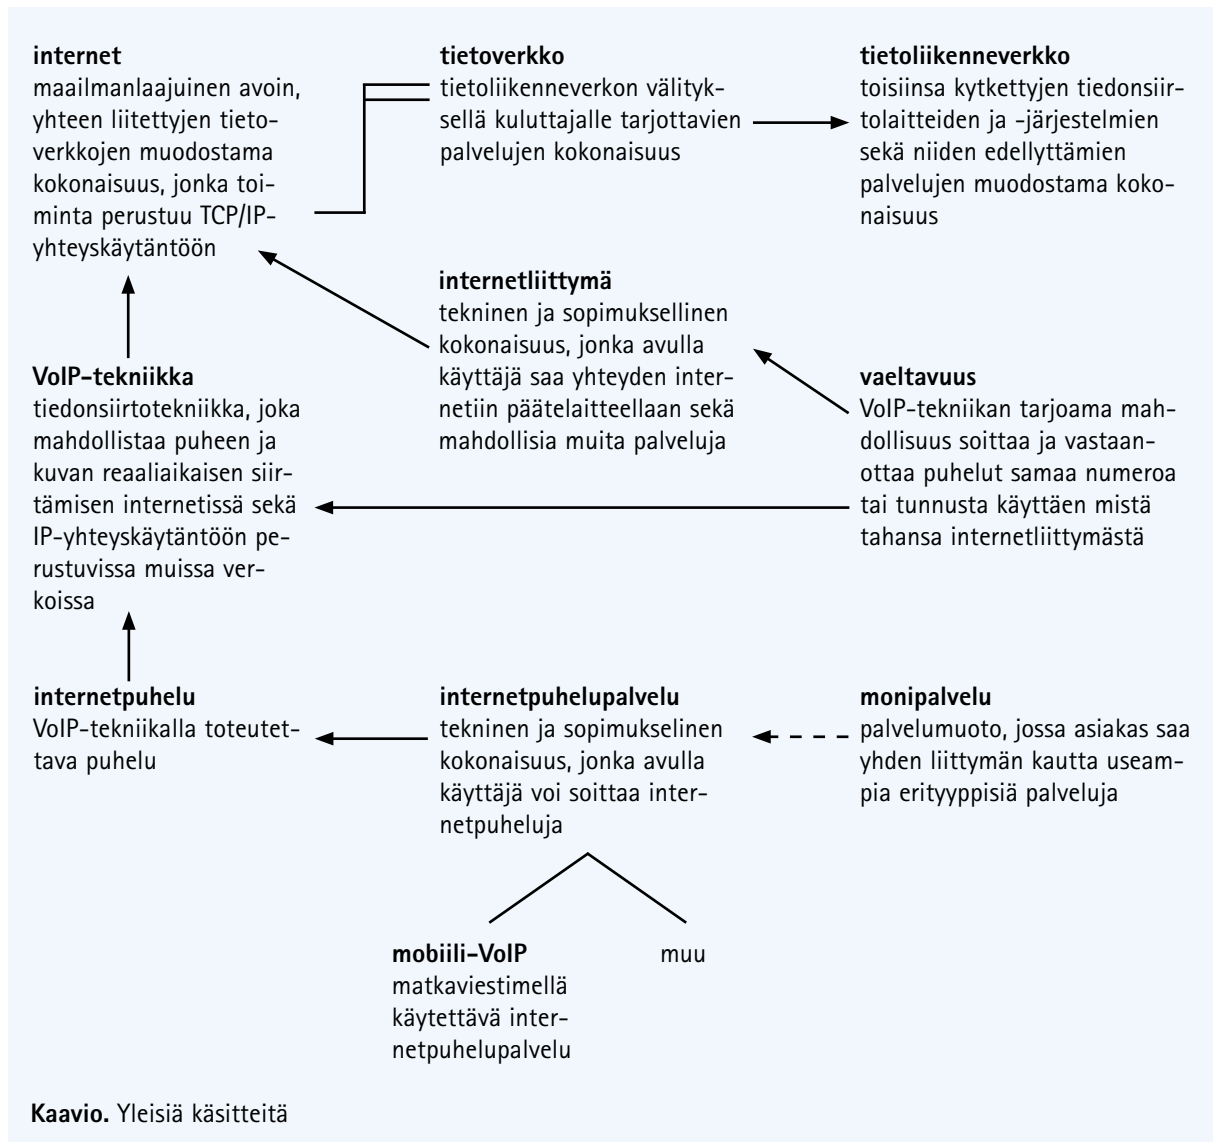 internet
maailmanlaajuinen avoin,
yhteen liitettyjen tieto-
verkkojen muodostama
kokonaisuus, jonka toi-
minta perustuu TCP/IP-
yhteyskäytäntöön
tietoverkko
tietoliikenneverkon välityk-
sellä kuluttajalle tarjottavien
palvelujen kokonaisuus
tietoliikenneverkko
toisiinsa kytkettyjen tiedonsiir-
tolaitteiden ja -järjestelmien
sekä niiden edellyttämien
palvelujen muodostama koko-
naisuus
internetliittymä
tekninen ja sopimuksellinen
kokonaisuus, jonka avulla
käyttäjä saa yhteyden inter-
netiin päätelaitteellaan sekä
mahdollisia muita palveluja
VoIP-tekniikka
tiedonsiirtotekniikka, joka
mahdollistaa puheen ja
kuvan reaaliaikaisen siir-
tämisen internetissä sekä
IP-yhteyskäytäntöön pe-
rustuvissa muissa ver-
koissa
vaeltavuus
VoIP-tekniikan tarjoama mah-
dollisuus soittaa ja vastaan-
ottaa puhelut samaa numeroa
tai tunnusta käyttäen mistä
tahansa internetliittymästä
internetpuhelu
VoIP-tekniikalla toteutet-
tava puhelu
internetpuhelupalvelu
tekninen ja sopimukselinen
kokonaisuus, jonka avulla
käyttäjä voi soittaa inter-
netpuheluja
monipalvelu
palvelumuoto, jossa asiakas saa
yhden liittymän kautta useam-
pia erityyppisiä palveluja
mobiili-VoIP
matkaviestimellä
käytettävä inter-
netpuhelupalvelu
muu
Kaavio. Yleisiä käsitteitä